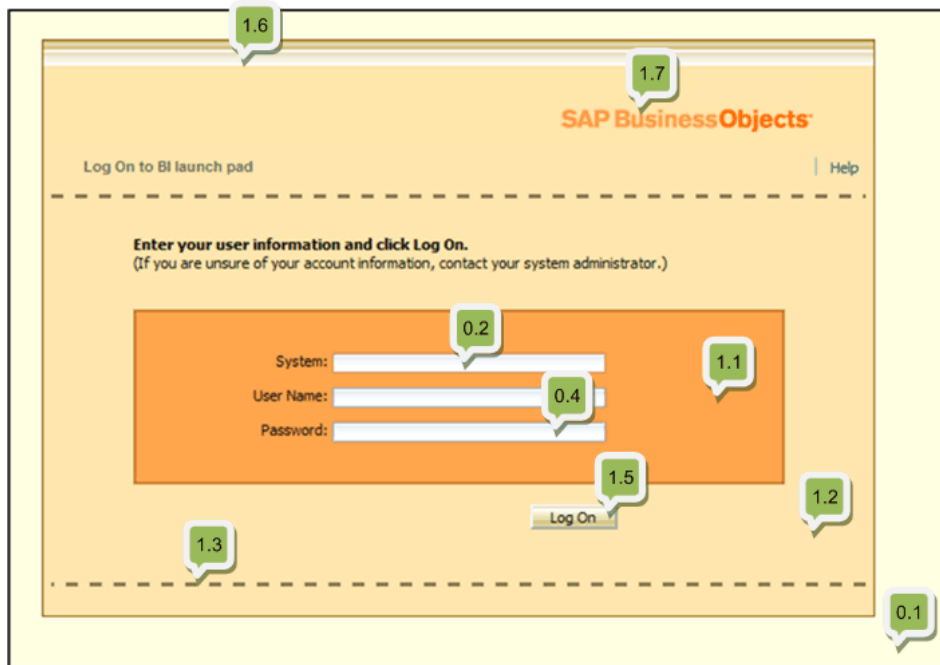 1.6
1.7
SAP BusinessObjects™
Log On to BI launch pad
| Help
Enter your user information and click Log On.
(If you are unsure of your account information, contact your system administrator.)
0.2
System:
1.1
User Name:
0.4
Password:
1.5
1.2
Log On
1.3
0.1